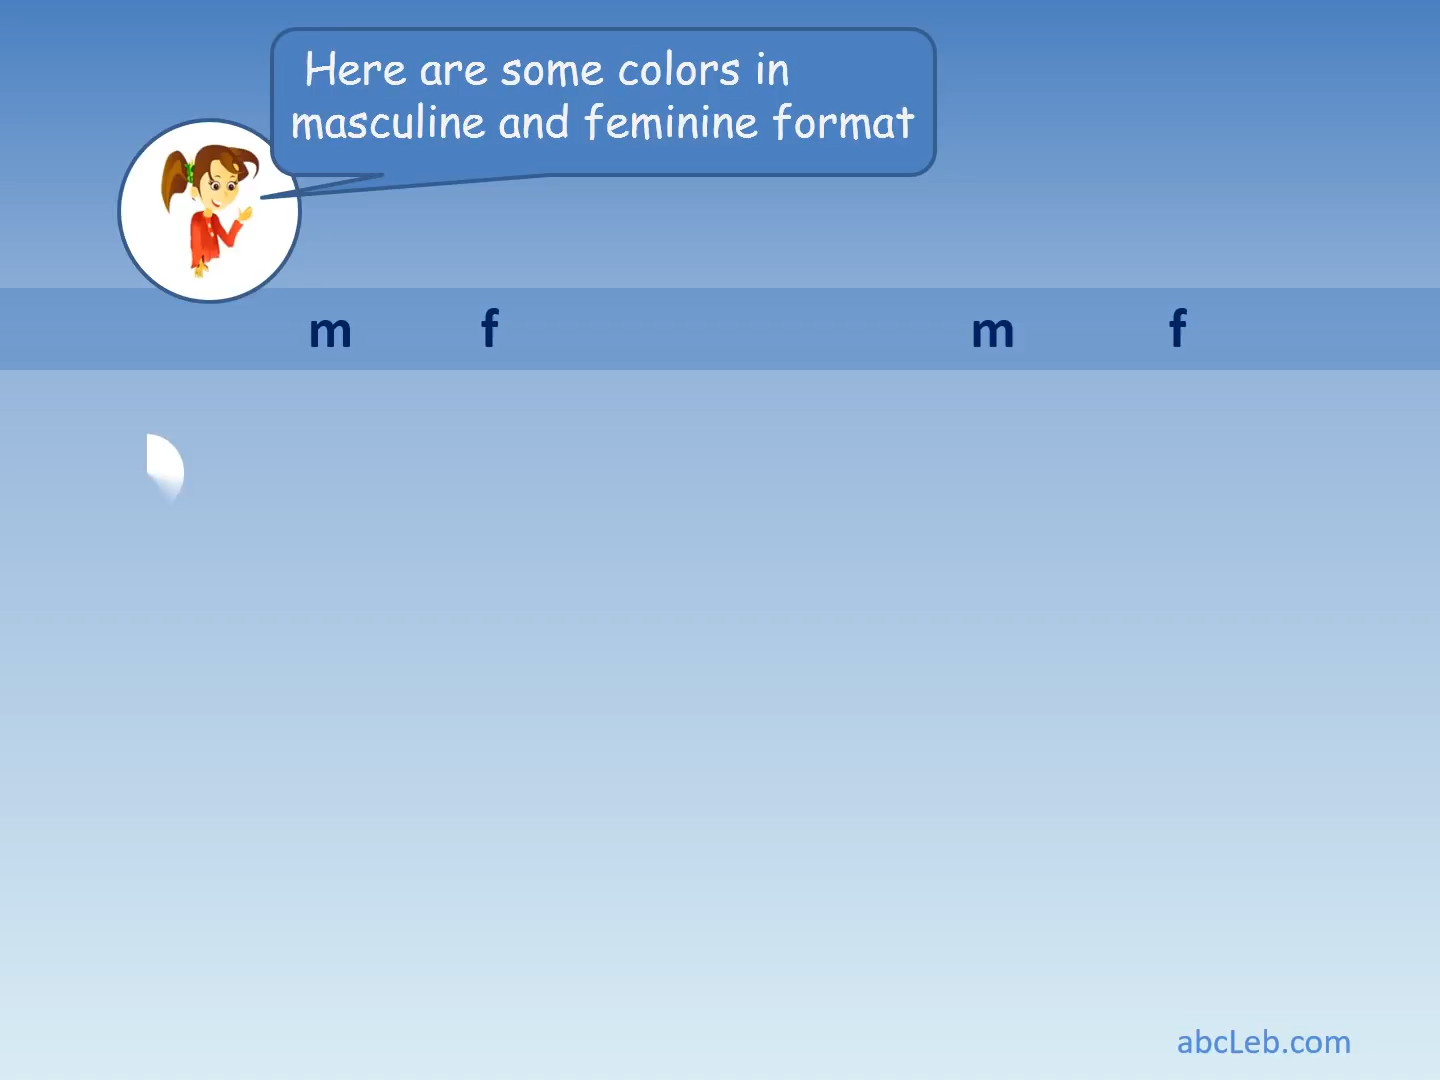 Here are some colors in
masculine and feminine format
m f m f
abcLeb.com